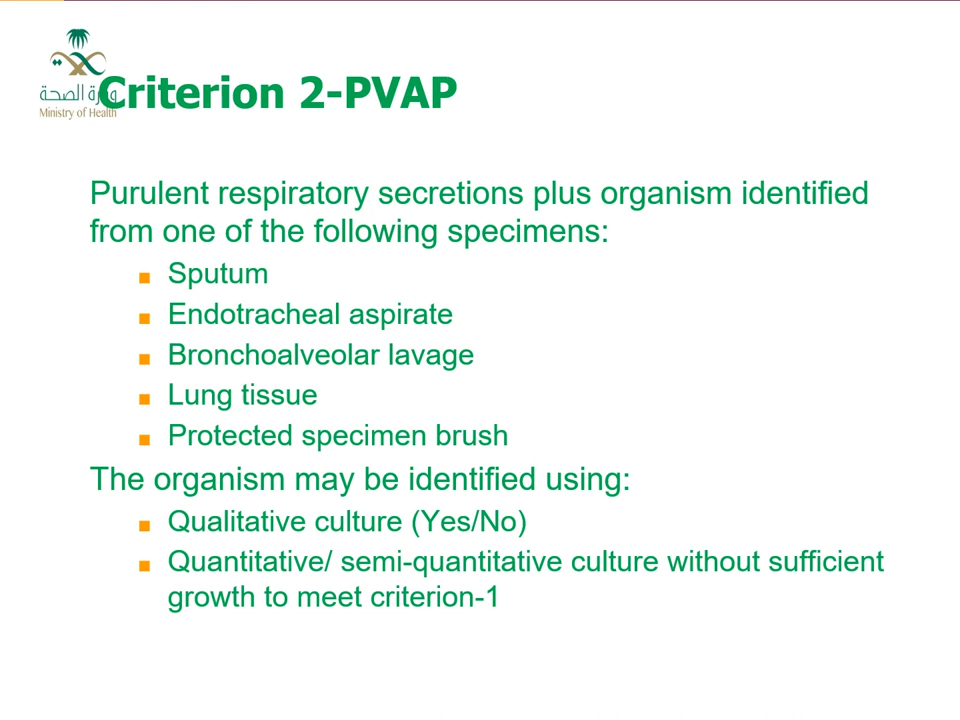 وزارة الصحة
Ministry of Health
Criterion 2-PVAP
Purulent respiratory secretions plus organism identified
from one of the following specimens:
Sputum
Endotracheal aspirate
Bronchoalveolar lavage
Lung tissue
Protected specimen brush
The organism may be identified using:
Qualitative culture (Yes/No)
Quantitative/ semi-quantitative culture without sufficient
growth to meet criterion-1